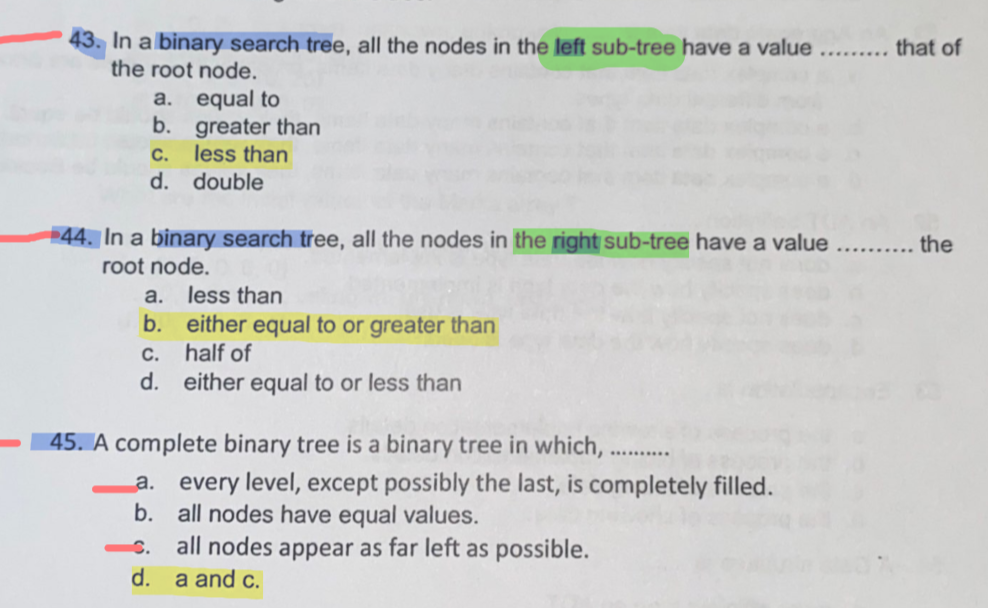 43. In a binary search tree, all the nodes in the left sub-tree have a value ......... that of
the root node.
a. equal to
b. greater than
c. less than
d. double
44. In a binary search tree, all the nodes in the right sub-tree have a value .......... the
root node.
a. less than
b. either equal to or greater than
c. half of
d. either equal to or less than
45. A complete binary tree is a binary tree in which, ..........
a. every level, except possibly the last, is completely filled.
b. all nodes have equal values.
c. all nodes appear as far left as possible.
d. a and c.